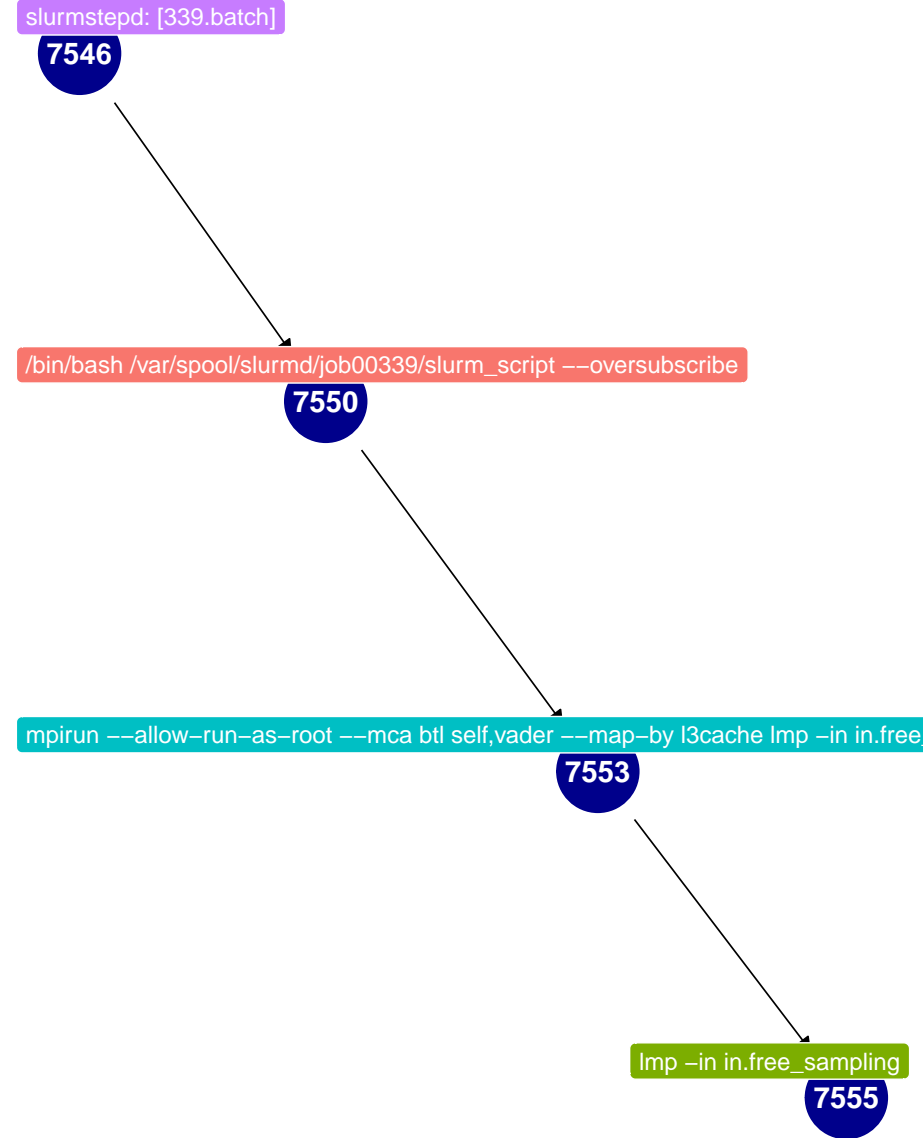 slurmstepd: [339.batch]
7546
/bin/bash /var/spool/slurmd/job00339/slurm_script −−oversubscribe
7550
mpirun −−allow−run−as−root −−mca btl self,vader −−map−by l3cache lmp −in in.free_
7553
lmp −in in.free_sampling
7555